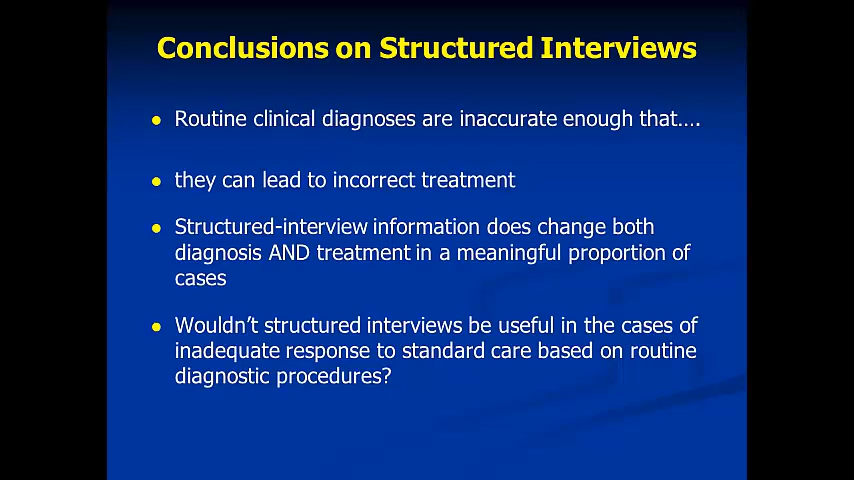 Conclusions on Structured Interviews
• Routine clinical diagnoses are inaccurate enough that....
• they can lead to incorrect treatment
• Structured-interview information does change both
diagnosis AND treatment in a meaningful proportion of
cases
• Wouldn't structured interviews be useful in the cases of
inadequate response to standard care based on routine
diagnostic procedures?